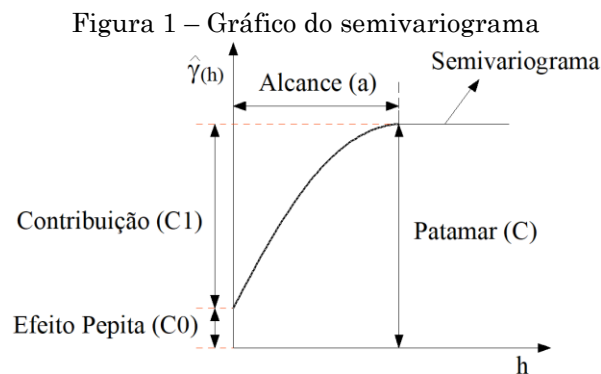 Figura 1 – Gráfico do semivariograma
γ̂(h)
Alcance (a)
Semivariograma
Contribuição (C1)
Patamar (C)
Efeito Pepita (C0)
h